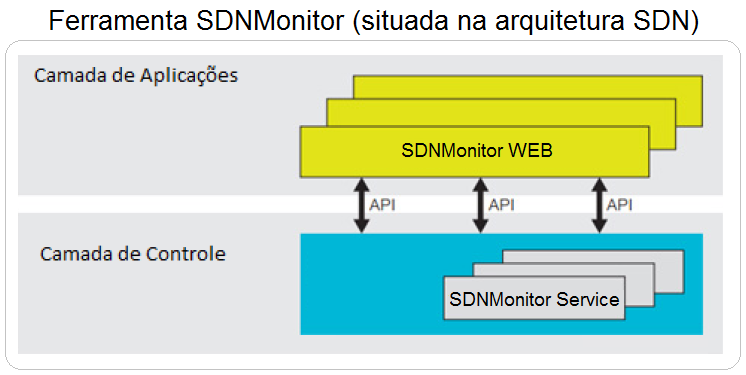 Ferramenta SDNMonitor (situada na arquitetura SDN)
Camada de Aplicações
SDNMonitor WEB
API API API
Camada de Controle
SDNMonitor Service